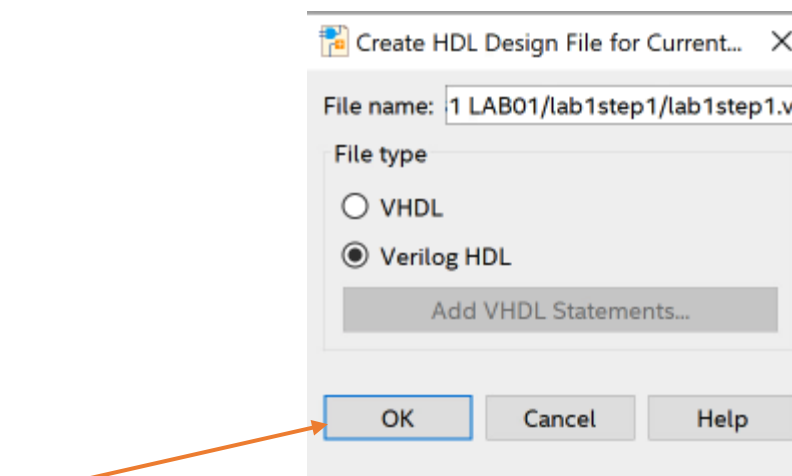 Create HDL Design File for Current...
File name: 1 LAB01/lab1step1/lab1step1.v
File type
VHDL
Verilog HDL
Add VHDL Statements...
OK Cancel Help